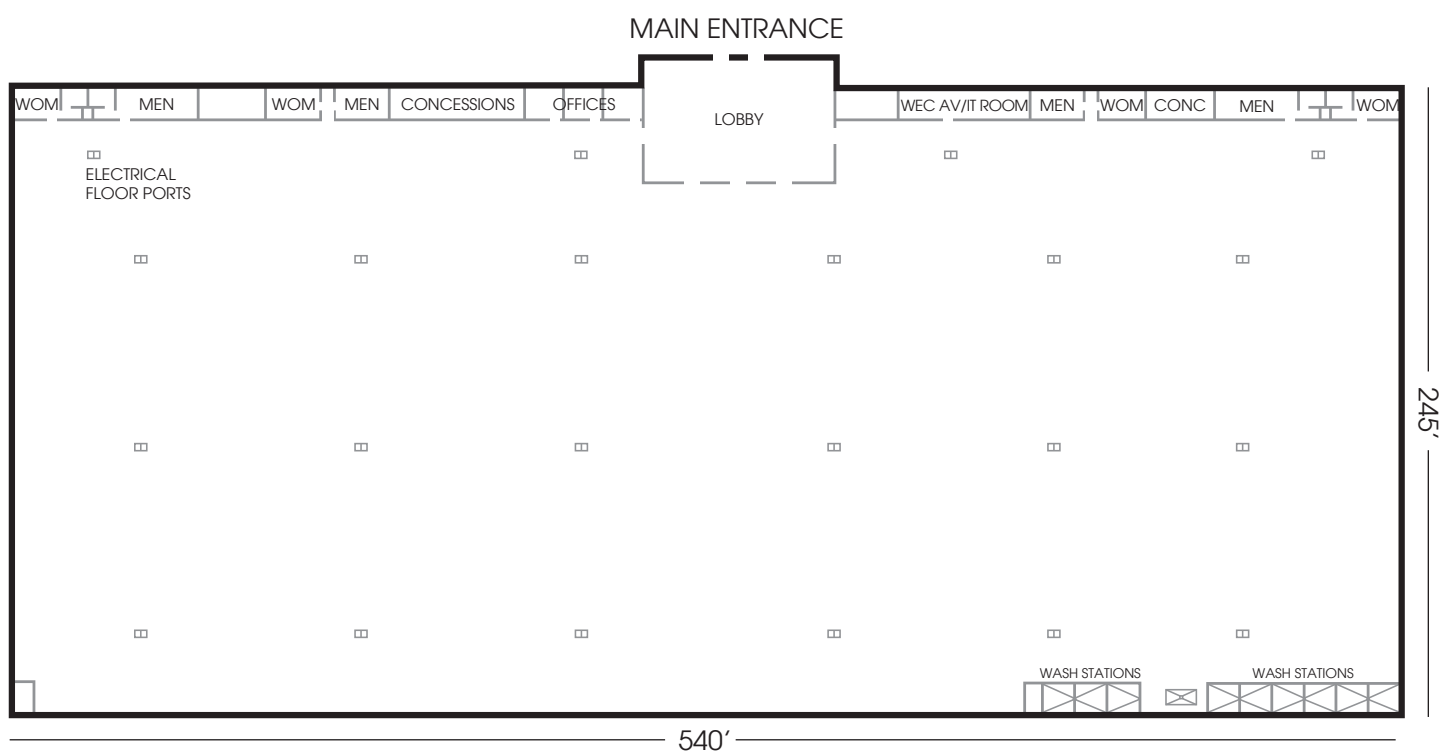 MAIN ENTRANCE
WOM
MEN
WOM
MEN
CONCESSIONS
OFFICES
LOBBY
WEC AV/IT ROOM
MEN
WOM
CONC
MEN
WOM
ELECTRICAL
FLOOR PORTS
245'
WASH STATIONS
WASH STATIONS
540'